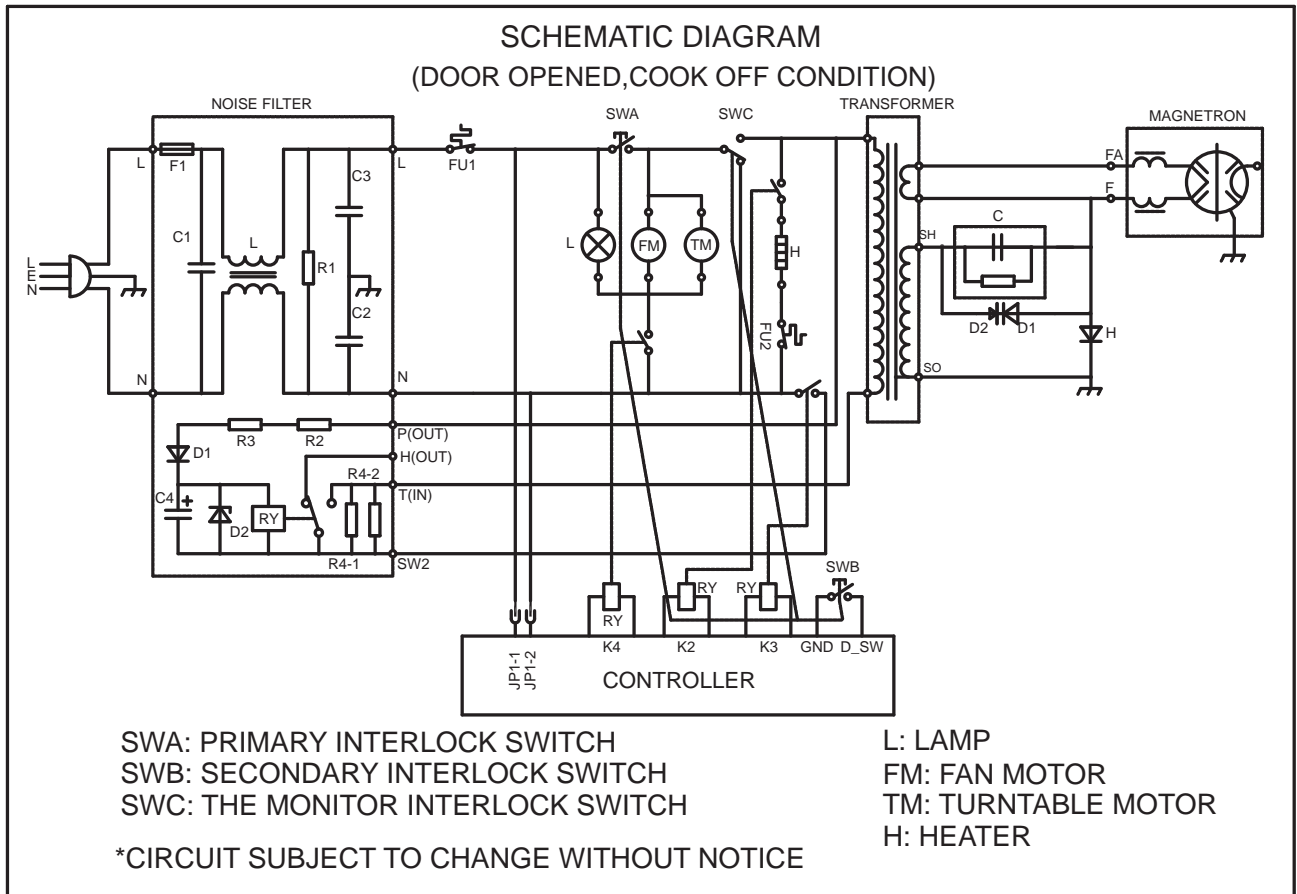 SCHEMATIC DIAGRAM
(DOOR OPENED,COOK OFF CONDITION)
NOISE FILTER
SWA
SWC
TRANSFORMER
MAGNETRON
L
F1
L
FU1
FA
F
C3
C1
L
R1
C2
L
E
N
L
FM
TM
H
FU2
SH
C
D2
D1
H
SO
N
N
R3
R2
P(OUT)
D1
H(OUT)
R4-2
T(IN)
C4
+
D2
RY
R4-1
SW2
SWB
RY
RY
RY
K4
K2
K3
GND
D_SW
JP1-1
JP1-2
CONTROLLER
SWA: PRIMARY INTERLOCK SWITCH
SWB: SECONDARY INTERLOCK SWITCH
SWC: THE MONITOR INTERLOCK SWITCH
L: LAMP
FM: FAN MOTOR
TM: TURNTABLE MOTOR
H: HEATER
*CIRCUIT SUBJECT TO CHANGE WITHOUT NOTICE